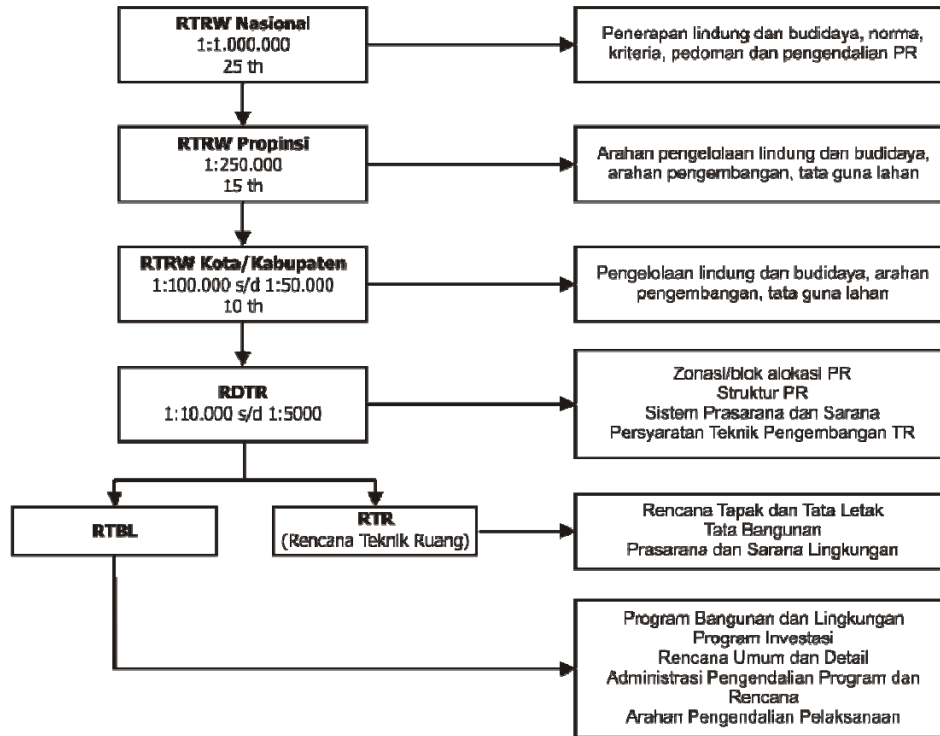 RTRW Nasional
1:1.000.000
25 th
Penerapan lindung dan budidaya, norma,
kriteria, pedoman dan pengendalian PR
RTRW Propinsi
1:250.000
15 th
Arahan pengelolaan lindung dan budidaya,
arahan pengembangan, tata guna lahan
RTRW Kota/Kabupaten
1:100.000 s/d 1:50.000
10 th
Pengelolaan lindung dan budidaya, arahan
pengembangan, tata guna lahan
RDTR
1:10.000 s/d 1:5000
Zonasi/blok alokasi PR
Struktur PR
Sistem Prasarana dan Sarana
Persyaratan Teknik Pengembangan TR
RTBL
RTR
(Rencana Teknik Ruang)
Rencana Tapak dan Tata Letak
Tata Bangunan
Prasarana dan Sarana Lingkungan
Program Bangunan dan Lingkungan
Program Investasi
Rencana Umum dan Detail
Administrasi Pengendalian Program dan
Rencana
Arahan Pengendalian Pelaksanaan